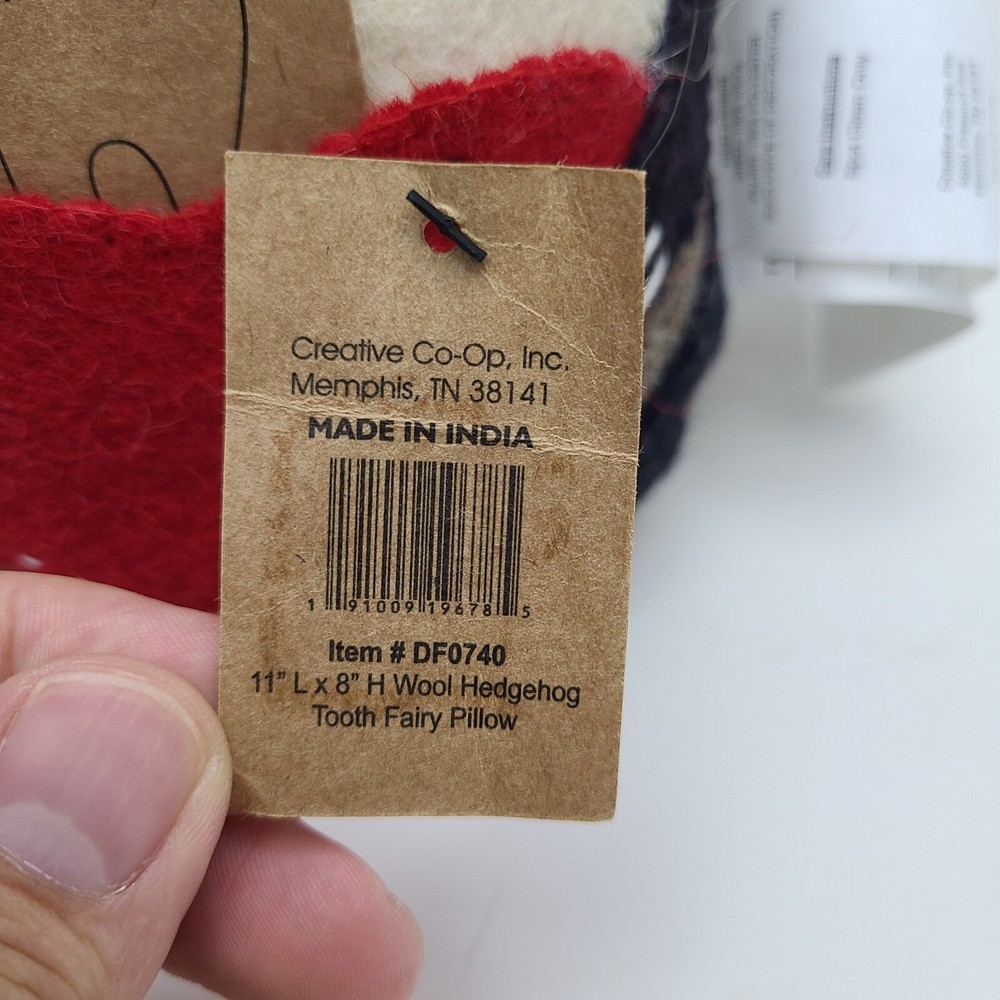 Creative Co-Op, Inc.
Memphis, TN 38141
MADE IN INDIA
1 91009 19678 5
Item # DF0740
11" L x 8" H Wool Hedgehog
Tooth Fairy Pillow